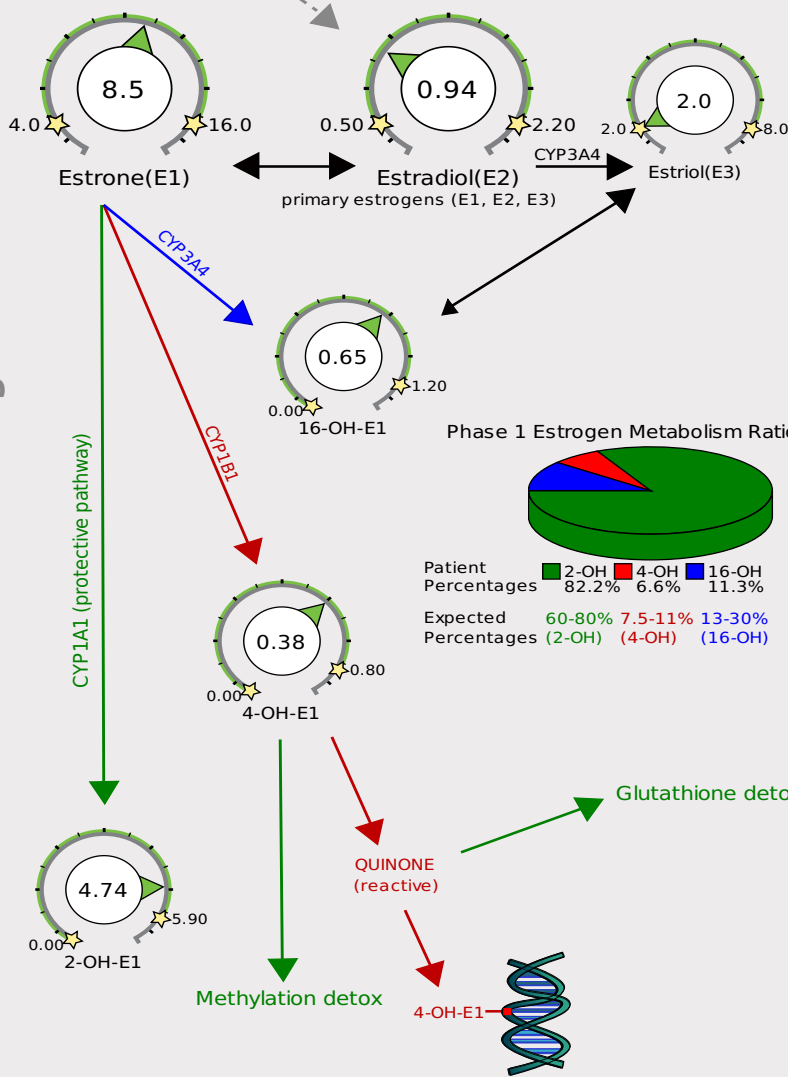 8.5
4.0
16.0
Estrone(E1)
0.94
0.50
2.20
Estradiol(E2)
CYP3A4
2.0
2.0
8.0
Estriol(E3)
primary estrogens (E1, E2, E3)
CYP3A4
0.65
0.00
1.20
16-OH-E1
CYP1B1
CYP1A1 (protective pathway)
Phase 1 Estrogen Metabolism Ratio
Patient Percentages
2-OH 4-OH 16-OH
82.2% 6.6% 11.3%
Expected Percentages
60-80% 7.5-11% 13-30%
(2-OH) (4-OH) (16-OH)
0.38
0.00
0.80
4-OH-E1
4.74
0.00
5.90
2-OH-E1
Glutathione deto
QUINONE
(reactive)
Methylation detox
4-OH-E1